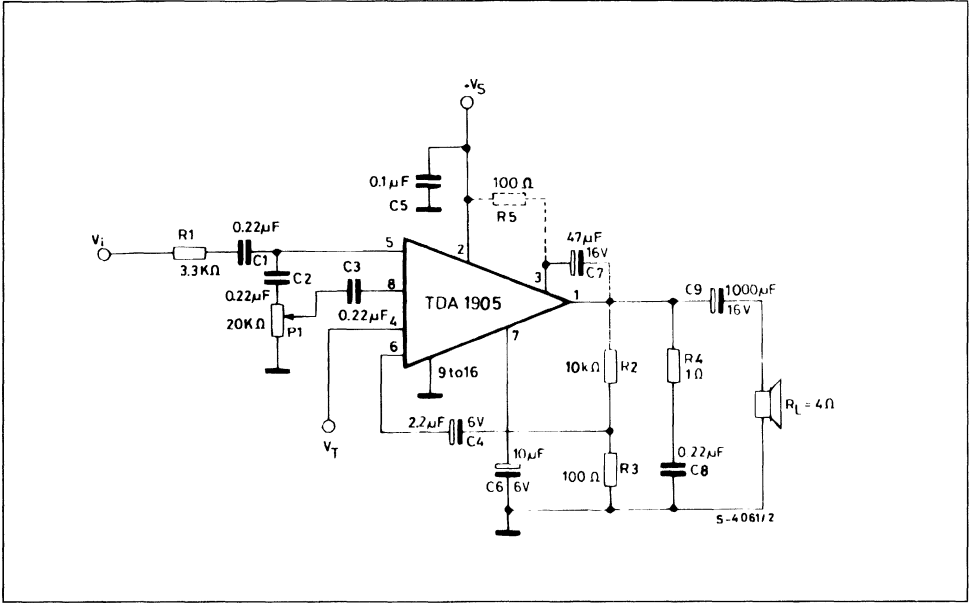 +VS
0.1µF
C5
100Ω
R5
47µF
16V
C7
Vi
R1
3.3KΩ
0.22µF
C1
C2
0.22µF
20KΩ
P1
C3
0.22µF
5
8
4
6
2
3
1
7
TDA 1905
9 to 16
VT
2.2µF
6V
C4
10µF
C6
6V
10kΩ
R2
100Ω
R3
R4
1Ω
0.22µF
C8
C9
1000µF
16V
RL = 4Ω
S-4061/2